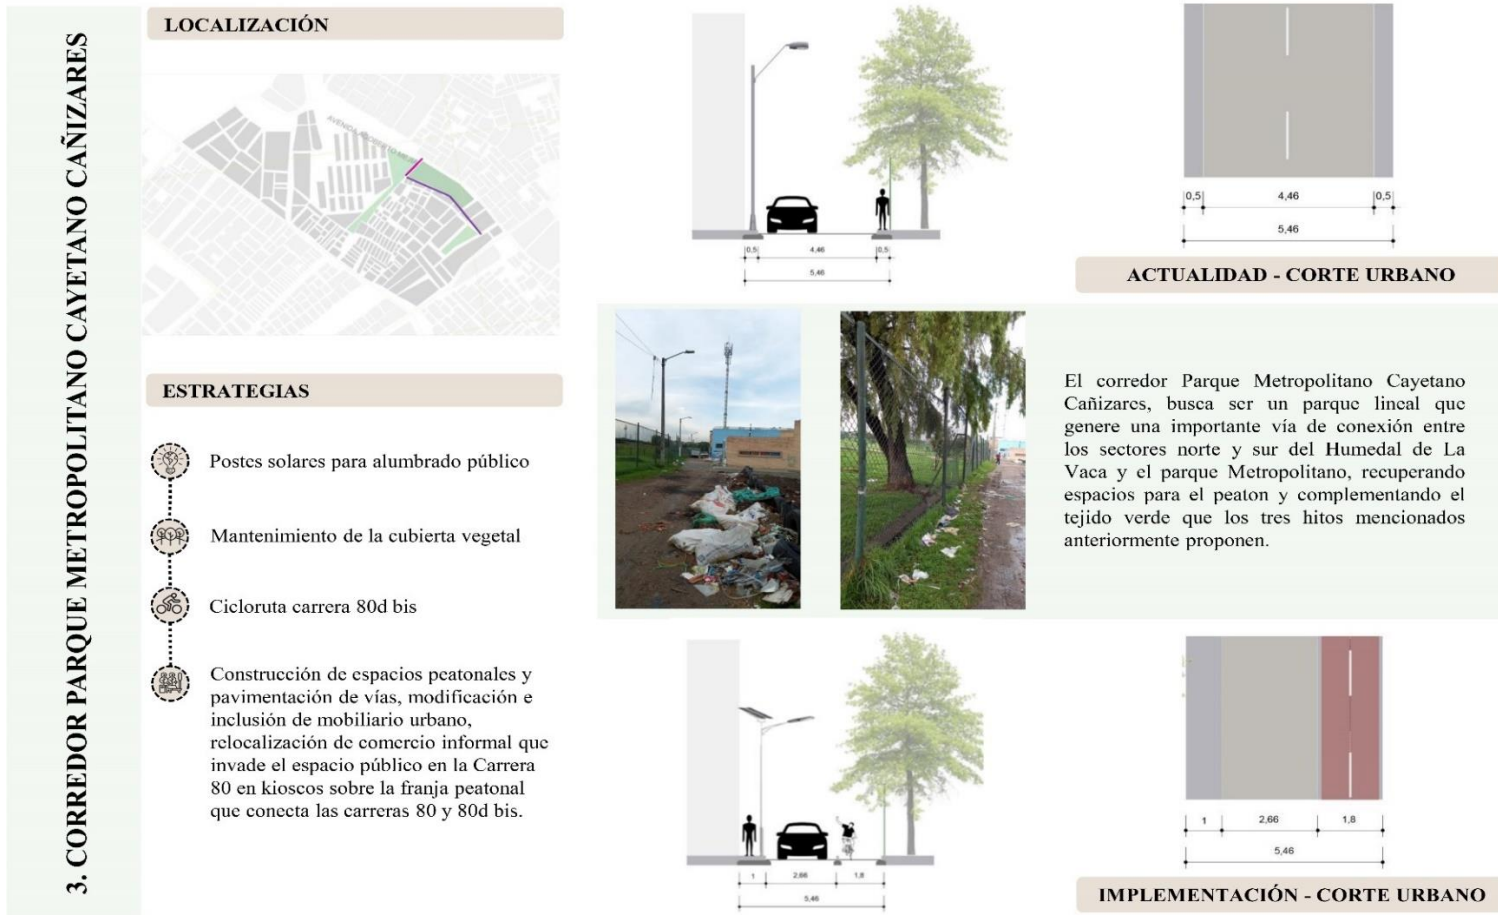 3. CORREDOR PARQUE METROPOLITANO CAYETANO CAÑIZARES
LOCALIZACIÓN
ESTRATEGIAS
Postes solares para alumbrado público
Mantenimiento de la cubierta vegetal
Cicloruta carrera 80d bis
Construcción de espacios peatonales y
pavimentación de vías, modificación e
inclusión de mobiliario urbano,
relocalización de comercio informal que
invade el espacio público en la Carrera
80 en kioscos sobre la franja peatonal
que conecta las carreras 80 y 80d bis.
0,5 4,46 0,5
5,46
0,5 4,46 0,5
5,46
ACTUALIDAD - CORTE URBANO
El corredor Parque Metropolitano Cayetano
Cañizares, busca ser un parque lineal que
genere una importante vía de conexión entre
los sectores norte y sur del Humedal de La
Vaca y el parque Metropolitano, recuperando
espacios para el peaton y complementando el
tejido verde que los tres hitos mencionados
anteriormente proponen.
1 2,66 1,8
5,46
1 2,66 1,8
5,46
IMPLEMENTACIÓN - CORTE URBANO